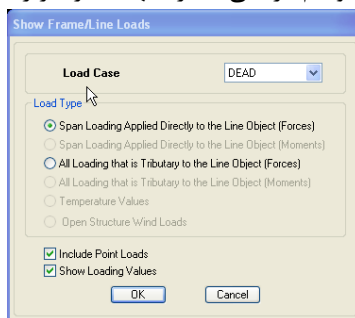 Show Frame/Line Loads
Load Case
DEAD
Load Type
Span Loading Applied Directly to the Line Object (Forces)
Span Loading Applied Directly to the Line Object (Moments)
All Loading that is Tributary to the Line Object (Forces)
All Loading that is Tributary to the Line Object (Moments)
Temperature Values
Open Structure Wind Loads
Include Point Loads
Show Loading Values
OK Cancel